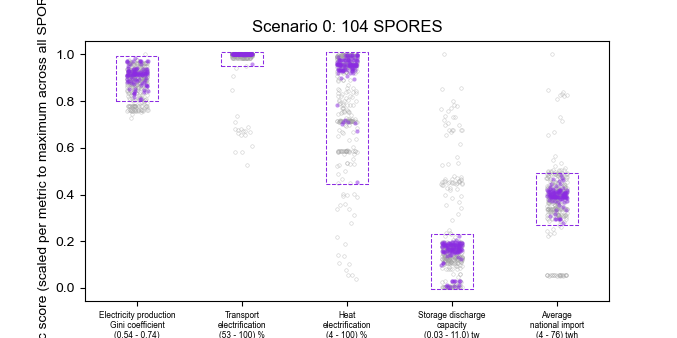 Scenario 0: 104 SPORES
score (scaled per metric to maximum across all
1.0
0.8
0.6
0.4
0.2
0.0
Electricity production
Gini coefficient
(0.54 - 0.74)
Transport
electrification
(53 - 100) %
Heat
electrification
(4 - 100) %
Storage discharge
capacity
(0.03 - 11.0) tw
Average
national import
(4 - 76) twh